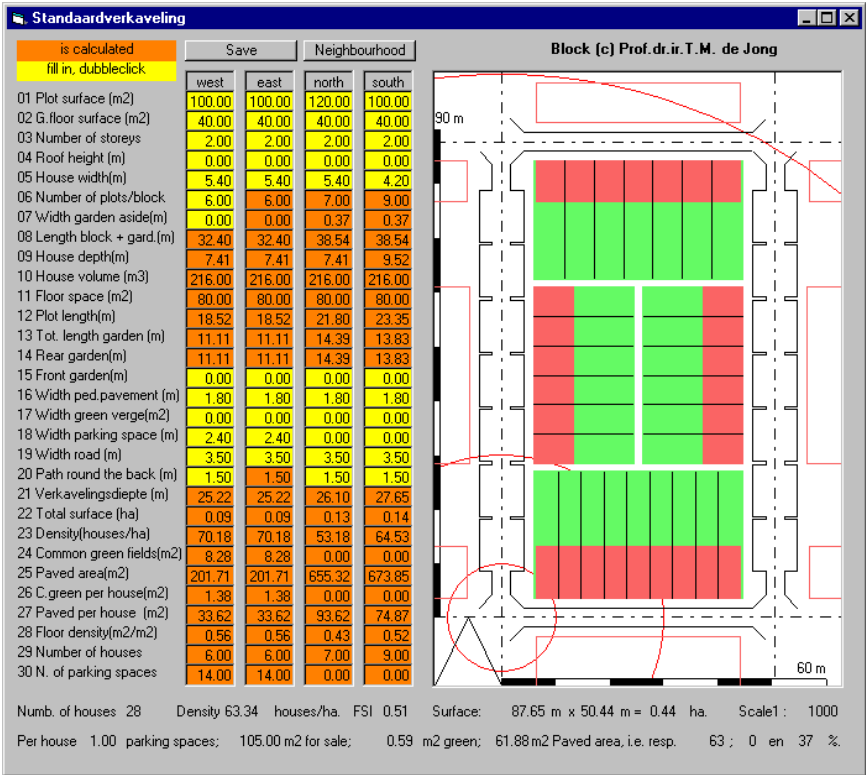 Standaardverkaveling
is calculated Save Neighbourhood Block (c) Prof.dr.ir.T.M. de Jong
fill in, dubbleclick
west east north south
01 Plot surface (m2) 100.00 100.00 120.00 100.00
02 G.floor surface (m2) 40.00 40.00 40.00 40.00
90 m
03 Number of storeys 2.00 2.00 2.00 2.00
04 Roof height (m) 0.00 0.00 0.00 0.00
05 House width(m) 5.40 5.40 5.40 4.20
06 Number of plots/block 6.00 6.00 7.00 9.00
07 Width garden aside(m) 0.00 0.00 0.37 0.37
08 Length block + gard.(m) 32.40 32.40 38.54 38.54
09 House depth(m) 7.41 7.41 7.41 9.52
10 House volume (m3) 216.00 216.00 216.00 216.00
11 Floor space (m2) 80.00 80.00 80.00 80.00
12 Plot length(m) 18.52 18.52 21.80 23.35
13 Tot. length garden (m) 11.11 11.11 14.39 13.83
14 Rear garden(m) 11.11 11.11 14.39 13.83
15 Front garden(m) 0.00 0.00 0.00 0.00
16 Width ped.pavement (m) 1.80 1.80 1.80 1.80
17 Width green verge(m2) 0.00 0.00 0.00 0.00
18 Width parking space (m) 2.40 2.40 0.00 0.00
19 Width road (m) 3.50 3.50 3.50 3.50
20 Path round the back (m) 1.50 1.50 1.50 1.50
21 Verkavelingsdiepte (m) 25.22 25.22 26.10 27.65
22 Total surface (ha) 0.09 0.09 0.13 0.14
23 Density(houses/ha) 70.18 70.18 53.18 64.53
24 Common green fields(m2) 8.28 8.28 0.00 0.00
25 Paved area(m2) 201.71 201.71 655.32 673.85
26 C.green per house(m2) 1.38 1.38 0.00 0.00
27 Paved per house (m2) 33.62 33.62 93.62 74.87
28 Floor density(m2/m2) 0.56 0.56 0.43 0.52
29 Number of houses 6.00 6.00 7.00 9.00
30 N. of parking spaces 14.00 14.00 0.00 0.00
60 m
Numb. of houses 28 Density 63.34 houses/ha. FSI 0.51 Surface: 87.65 m x 50.44 m = 0.44 ha. Scale1 : 1000
Per house 1.00 parking spaces; 105.00 m2 for sale; 0.59 m2 green; 61.88 m2 Paved area, i.e. resp. 63 ; 0 en 37 %.